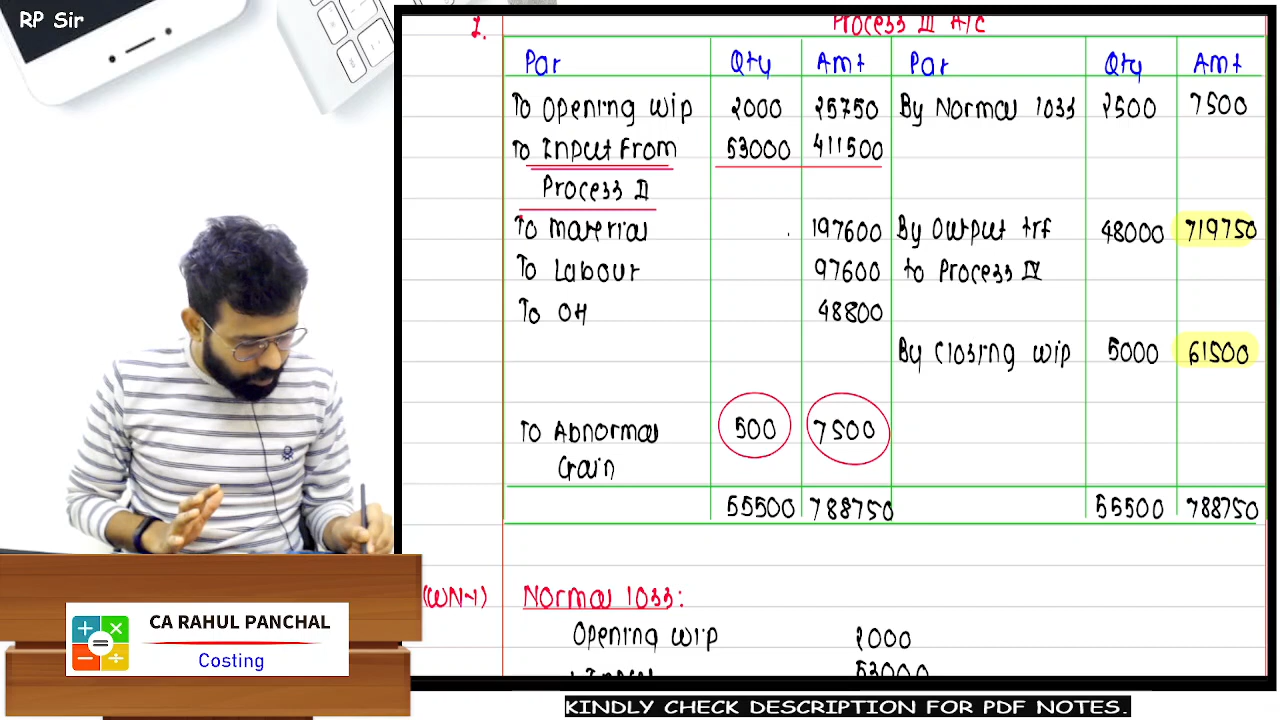 RP Sir
1. Process III A/C
Par Qty Amt Par Qty Amt
To Opening WIP 2000 25750 By Normal loss 2500 7500
To Input From 53000 411500
Process II
To Material 197600 By Output trf 48000 719750
To Labour 97600 to Process IV
To OH 48800
By Closing WIP 5000 61500
To Abnormal 500 7500
Gain
55500 788750 55500 788750
(WN-1) Normal loss:
Opening WIP 2000
+ Input 53000
CA RAHUL PANCHAL
Costing
KINDLY CHECK DESCRIPTION FOR PDF NOTES.